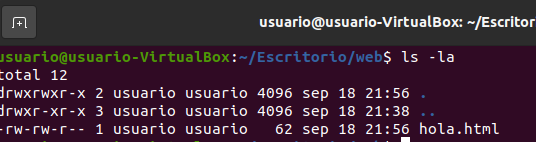 usuario@usuario-VirtualBox: ~/Escritorio
usuario@usuario-VirtualBox:~/Escritorio/web$ ls -la
total 12
drwxrwxr-x 2 usuario usuario 4096 sep 18 21:56 .
drwxr-xr-x 3 usuario usuario 4096 sep 18 21:38 ..
-rw-rw-r-- 1 usuario usuario   62 sep 18 21:56 hola.html